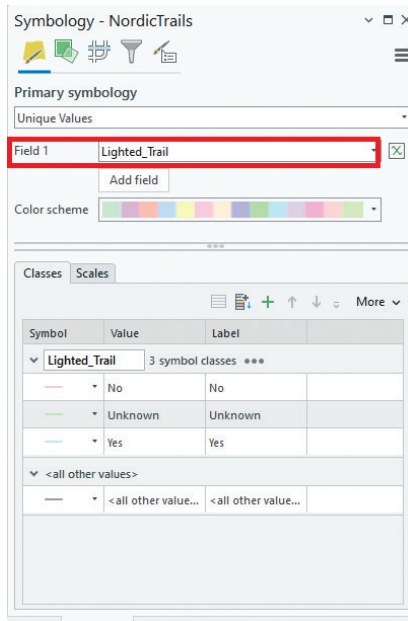 Symbology - NordicTrails
Primary symbology
Unique Values
Field 1 Lighted_Trail
Add field
Color scheme
Classes Scales
More
Symbol Value Label
Lighted_Trail 3 symbol classes
No No
Unknown Unknown
Yes Yes
<all other values>
<all other value... <all other value...